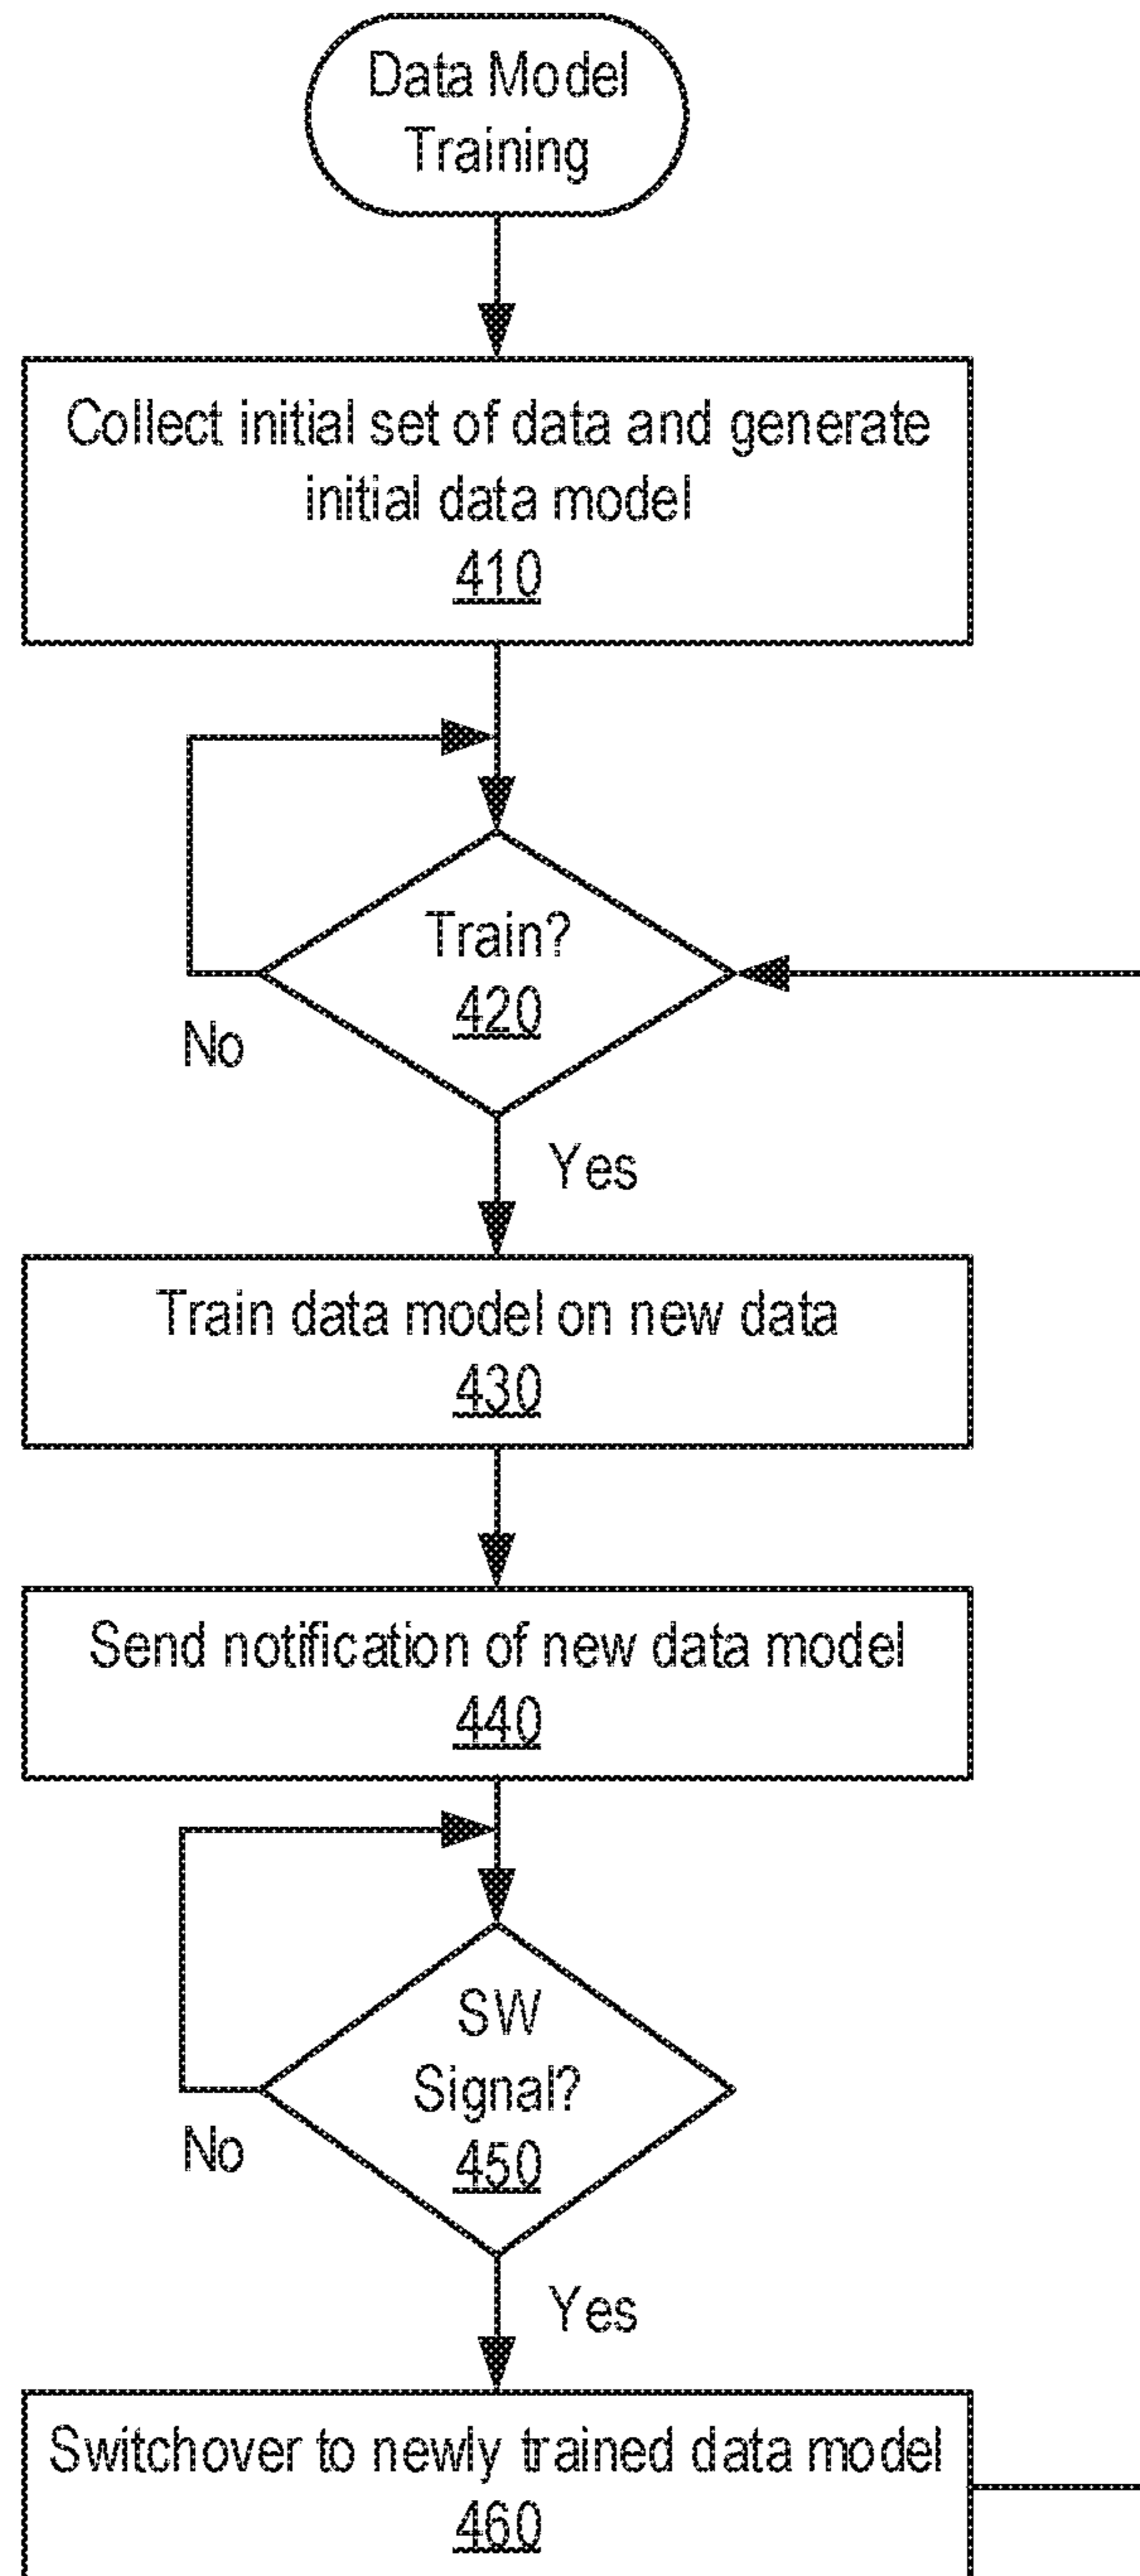 Data Model
Training
Collect initial set of data and generate
initial data model
410
Train?
420
No
Yes
Train data model on new data
430
Send notification of new data model
440
SW
Signal?
450
No
Yes
Switchover to newly trained data model
460